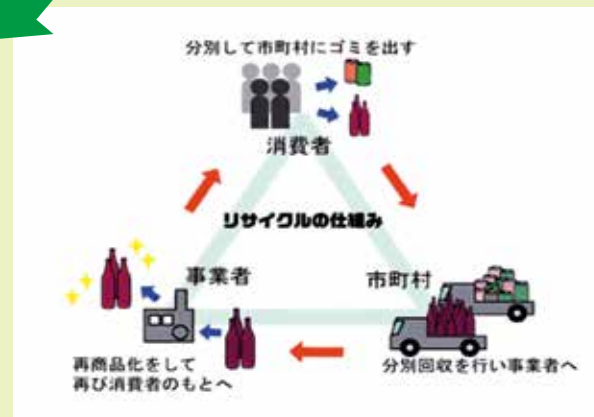 分別して市町村にゴミを出す
消費者
リサイクルの仕組み
事業者
市町村
再商品化をして
再び消費者のもとへ
分別回収を行い事業者へ